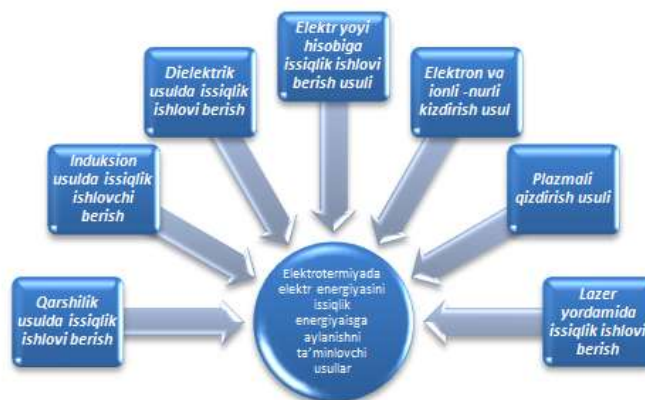 Qarshilik
usulda issiqlik
ishlovi berish
Induksion
usulda issiqlik
ishlovchi
berish
Dielektrik
usulda issiqlik
ishlovi berish
Elektr yoyi
hisobiga
issiqlik ishlovi
berish usuli
Elektron va
ionli -nurli
kizdirish usul
Plazmali
qizdirish usuli
Lazer
yordamida
issiqlik ishlovi
berish
Elektrotermiyada
elektr energiyasini
issiqlik
energiyaisga
aylanishni
ta'minlovchi
usullar